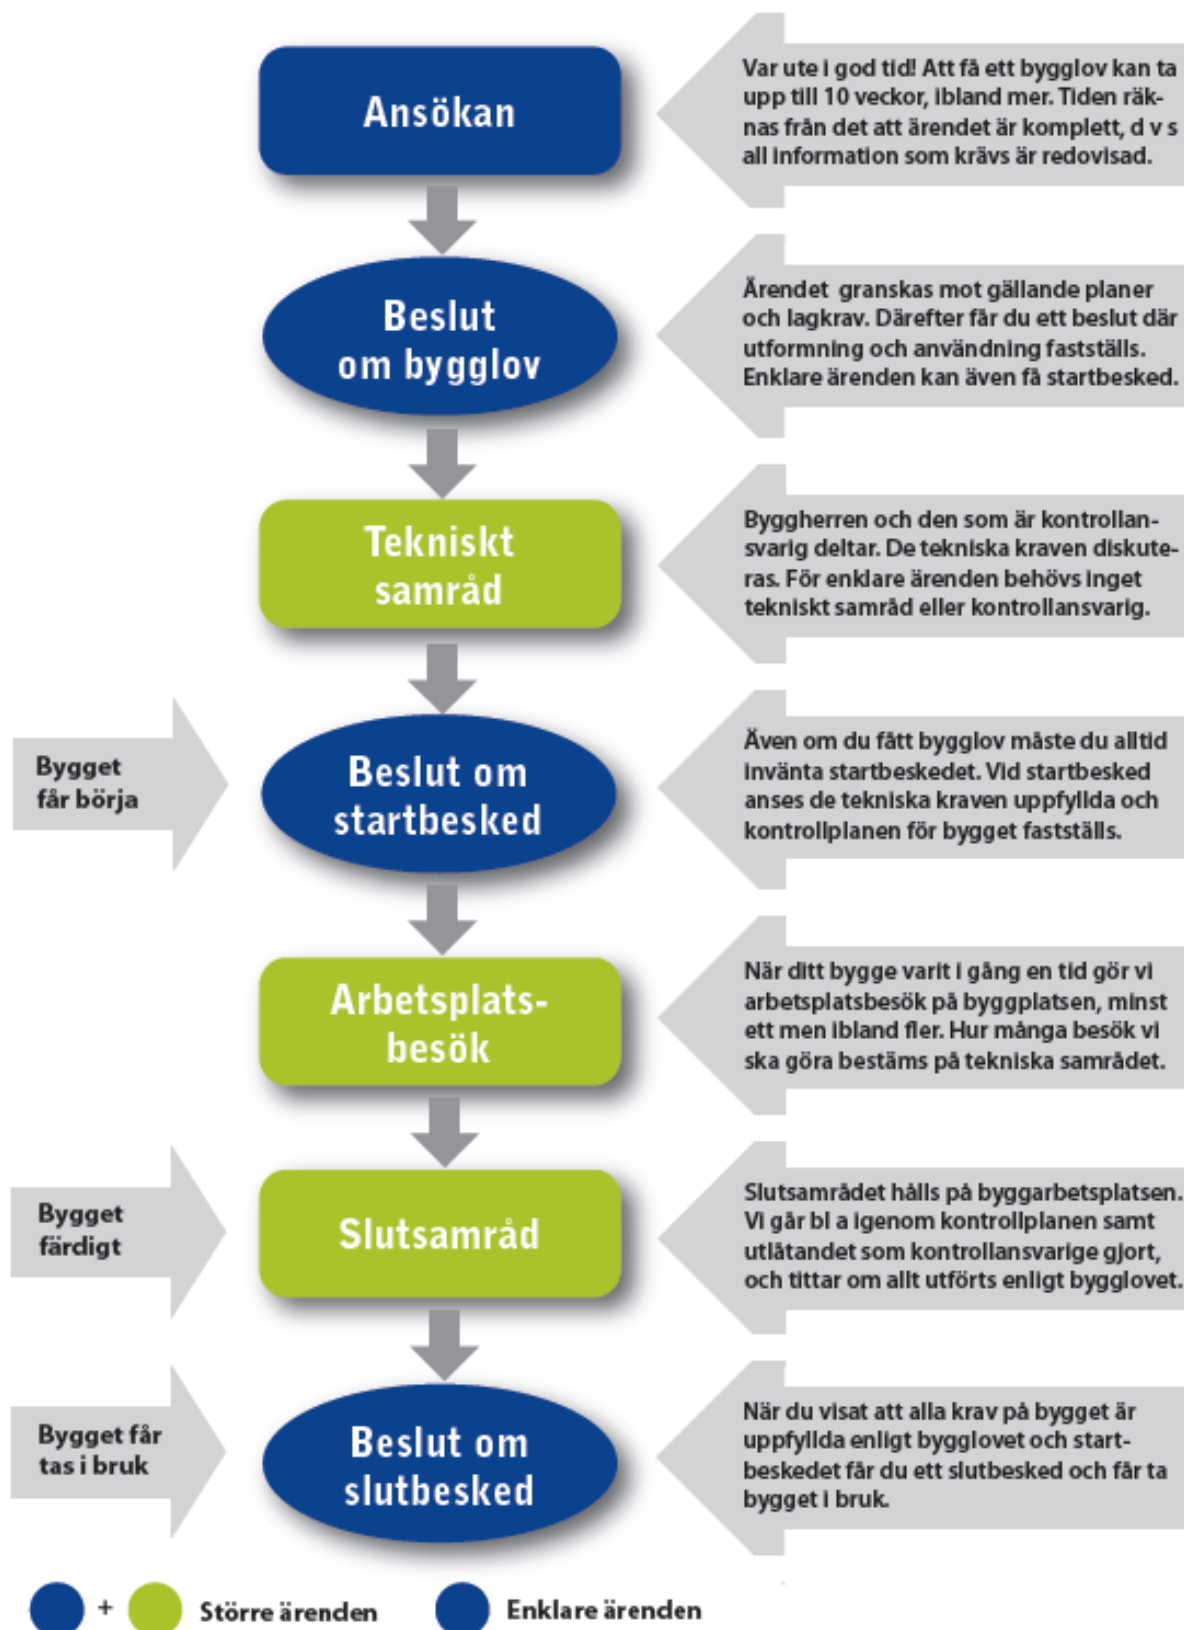 Ansökan
Var ute i god tid! Att få ett bygglov kan ta
upp till 10 veckor, ibland mer. Tiden räk-
nas från det att ärendet är komplett, d v s
all information som krävs är redovisad.
Beslut
om bygglov
Ärendet granskas mot gällande planer
och lagkrav. Därefter får du ett beslut där
utformning och användning fastställs.
Enklare ärenden kan även få startbesked.
Tekniskt
samråd
Byggherren och den som är kontrollan-
svarig deltar. De tekniska kraven diskute-
ras. För enklare ärenden behövs inget
tekniskt samråd eller kontrollansvarig.
Bygget
får börja
Beslut om
startbesked
Även om du fått bygglov måste du alltid
invänta startbeskedet. Vid startbesked
anses de tekniska kraven uppfyllda och
kontrollplanen för bygget fastställs.
Arbetsplats-
besök
När ditt bygge varit i gång en tid gör vi
arbetsplatsbesök på byggplatsen, minst
ett men ibland fler. Hur många besök vi
ska göra bestäms på tekniska samrådet.
Bygget
färdigt
Slutsamråd
Slutsamrådet hålls på byggarbetsplatsen.
Vi går bl a igenom kontrollplanen samt
utlåtandet som kontrollansvarige gjort,
och tittar om allt utförts enligt bygglovet.
Bygget får
tas i bruk
Beslut om
slutbesked
När du visat att alla krav på bygget är
uppfyllda enligt bygglovet och start-
beskedet får du ett slutbesked och får ta
bygget i bruk.
+ Större ärenden
Enklare ärenden